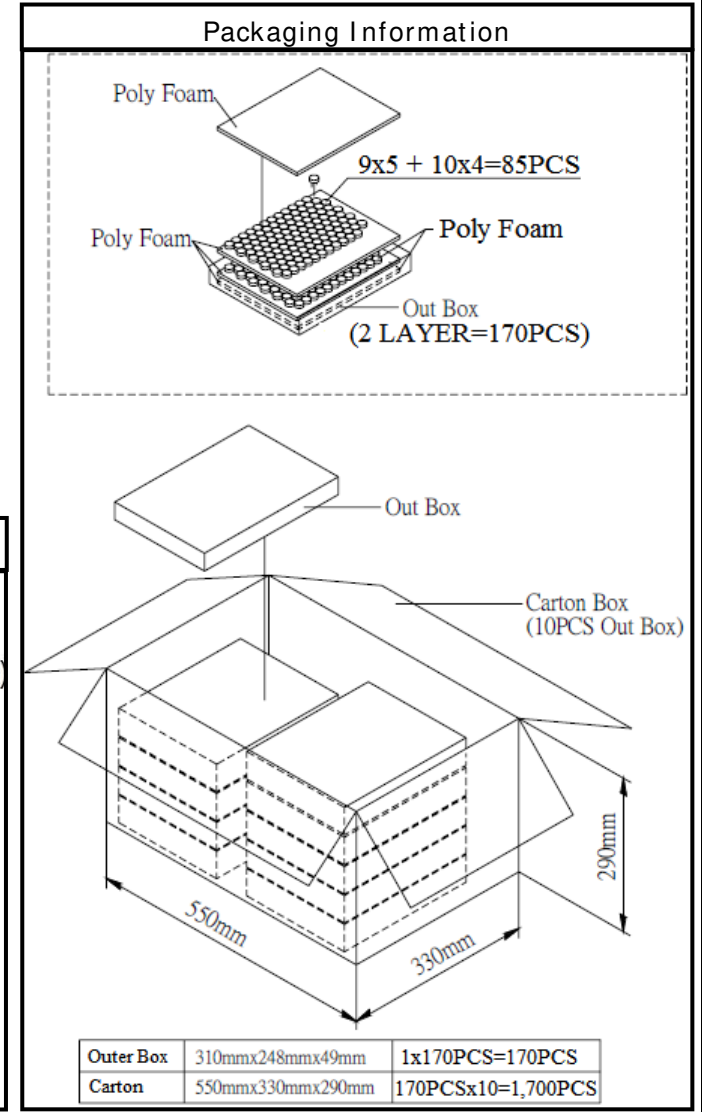 Packaging Information
Poly Foam
9x5 + 10x4=85PCS
Poly Foam
Poly Foam
Out Box
(2 LAYER=170PCS)
Out Box
Carton Box
(10PCS Out Box)
)
290mm
550mm
330mm
Outer Box 310mmx248mmx49mm 1x170PCS=170PCS
Carton 550mmx330mmx290mm 170PCSx10=1,700PCS